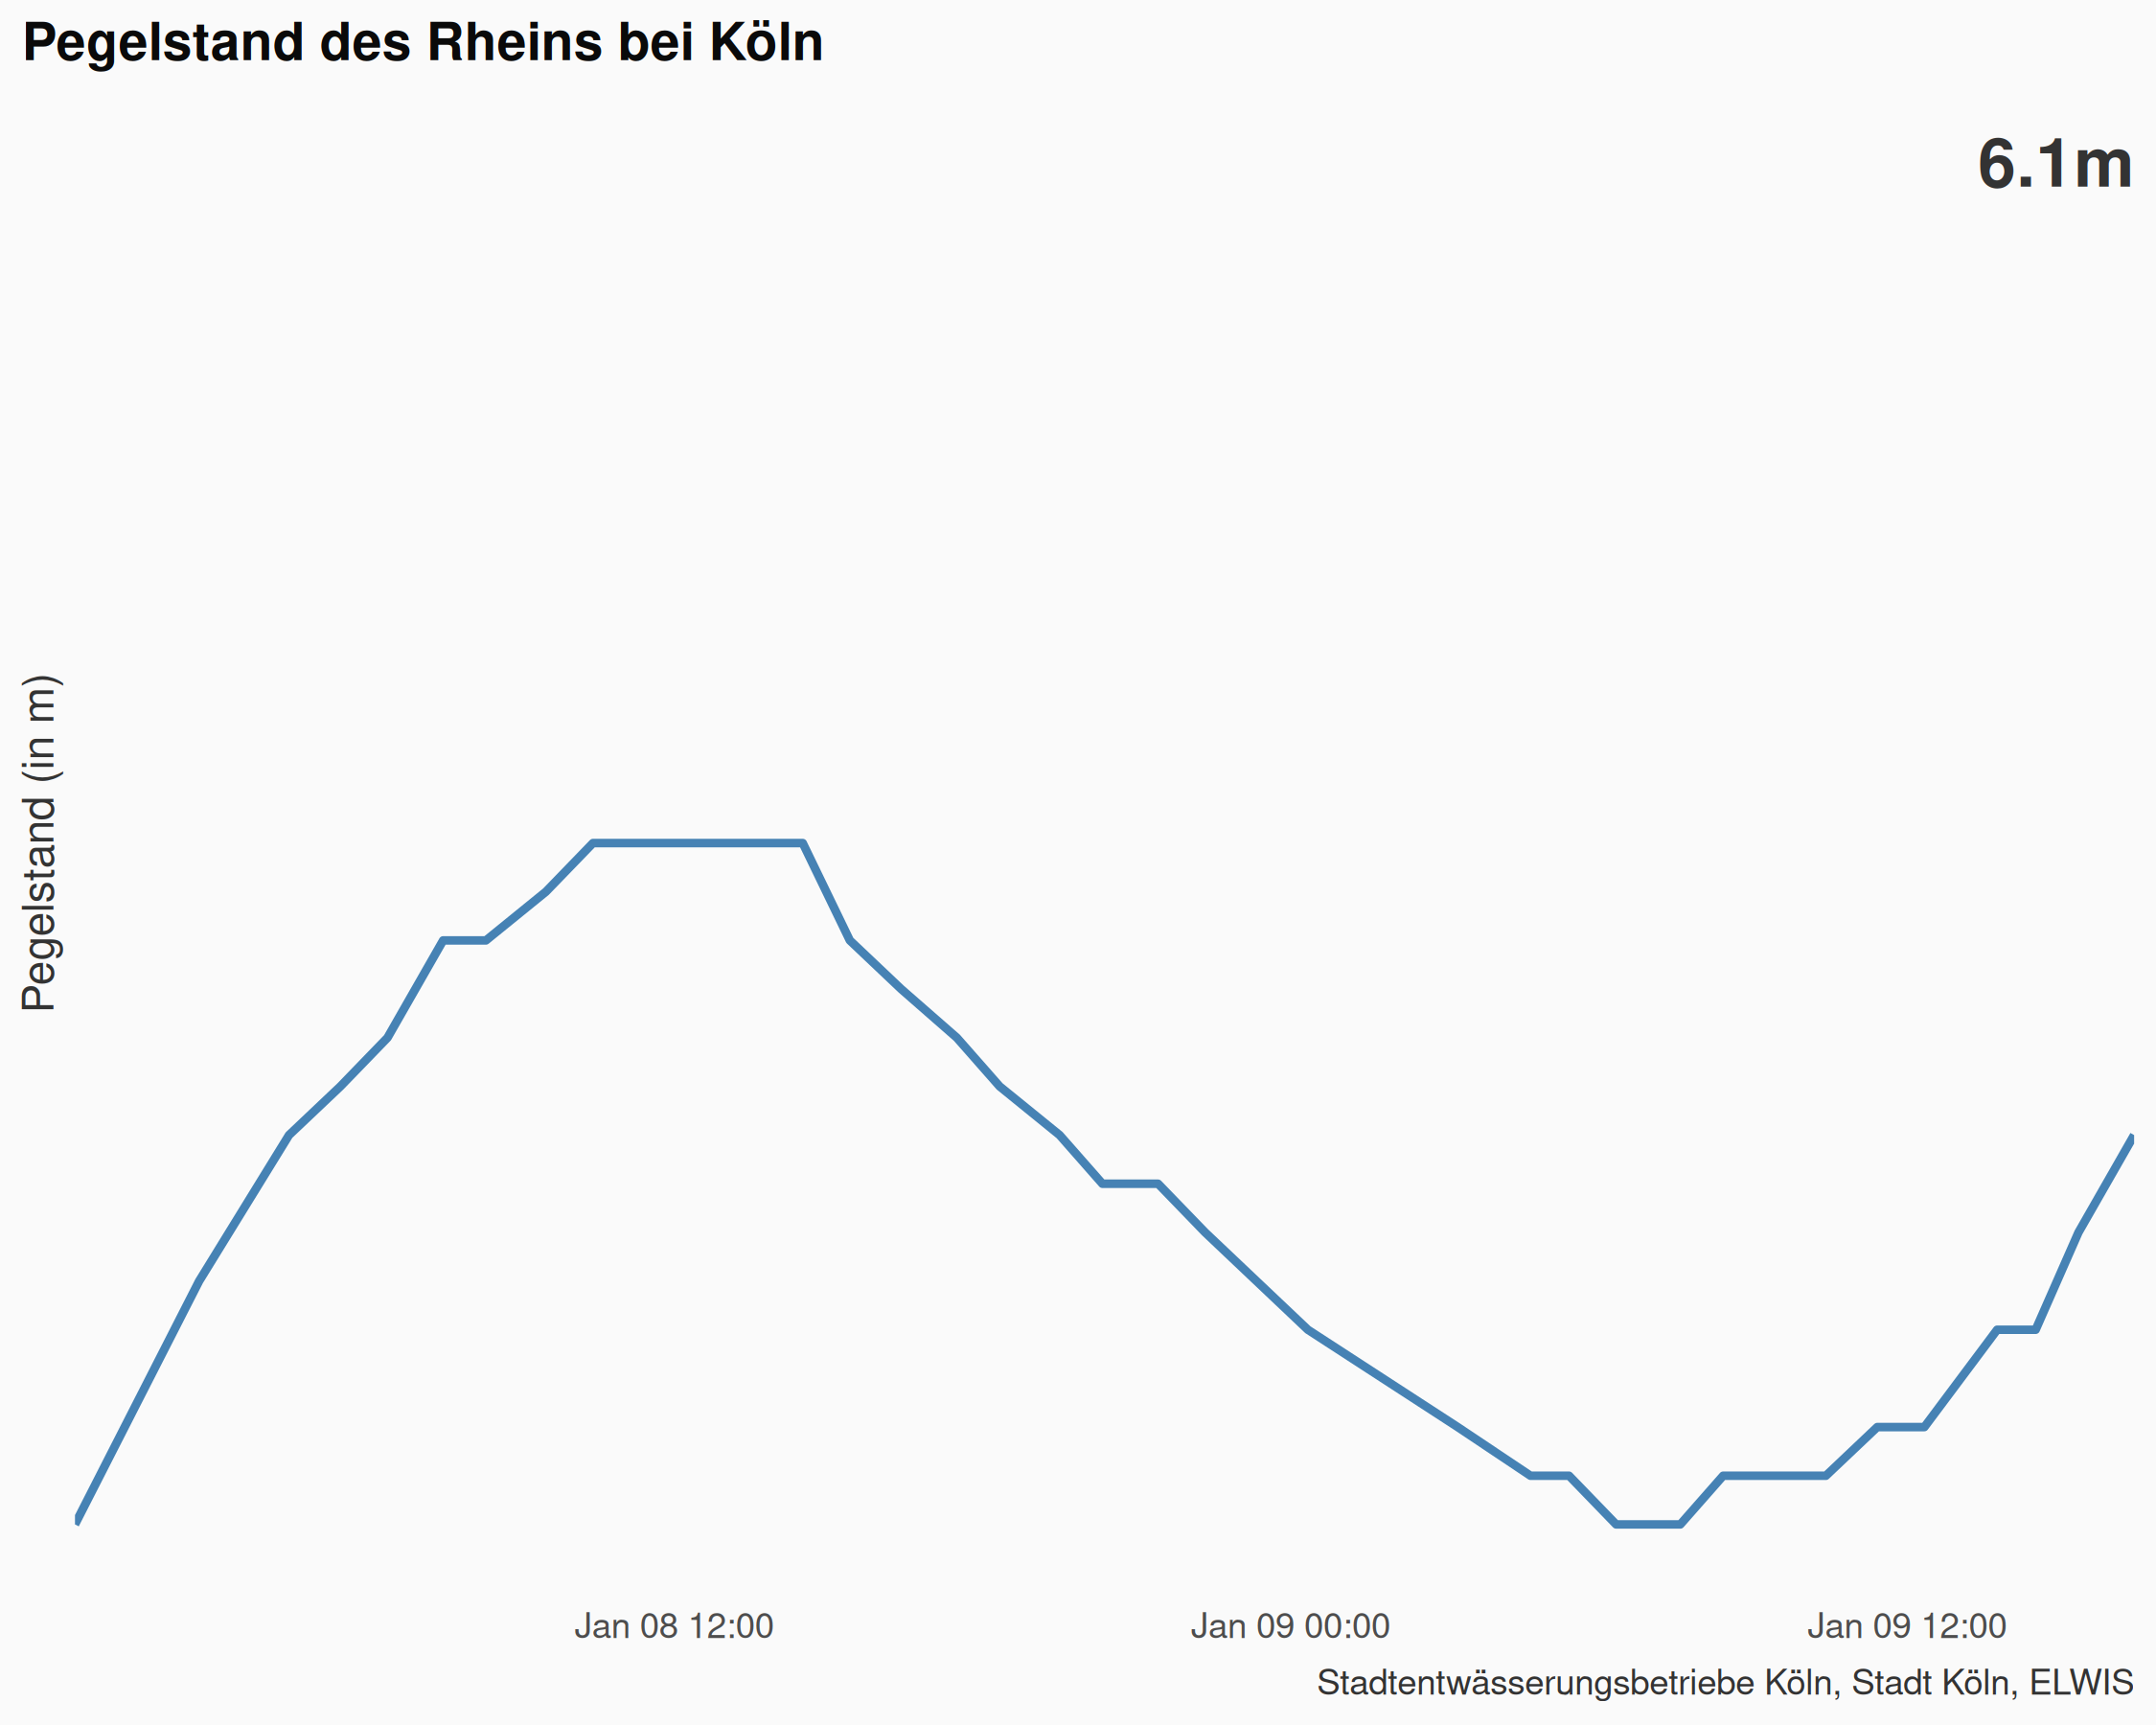 Pegelstand des Rheins bei Köln
6.1m
Pegelstand (in m)
Jan 08 12:00
Jan 09 00:00
Jan 09 12:00
Stadtentwässerungsbetriebe Köln, Stadt Köln, ELWIS